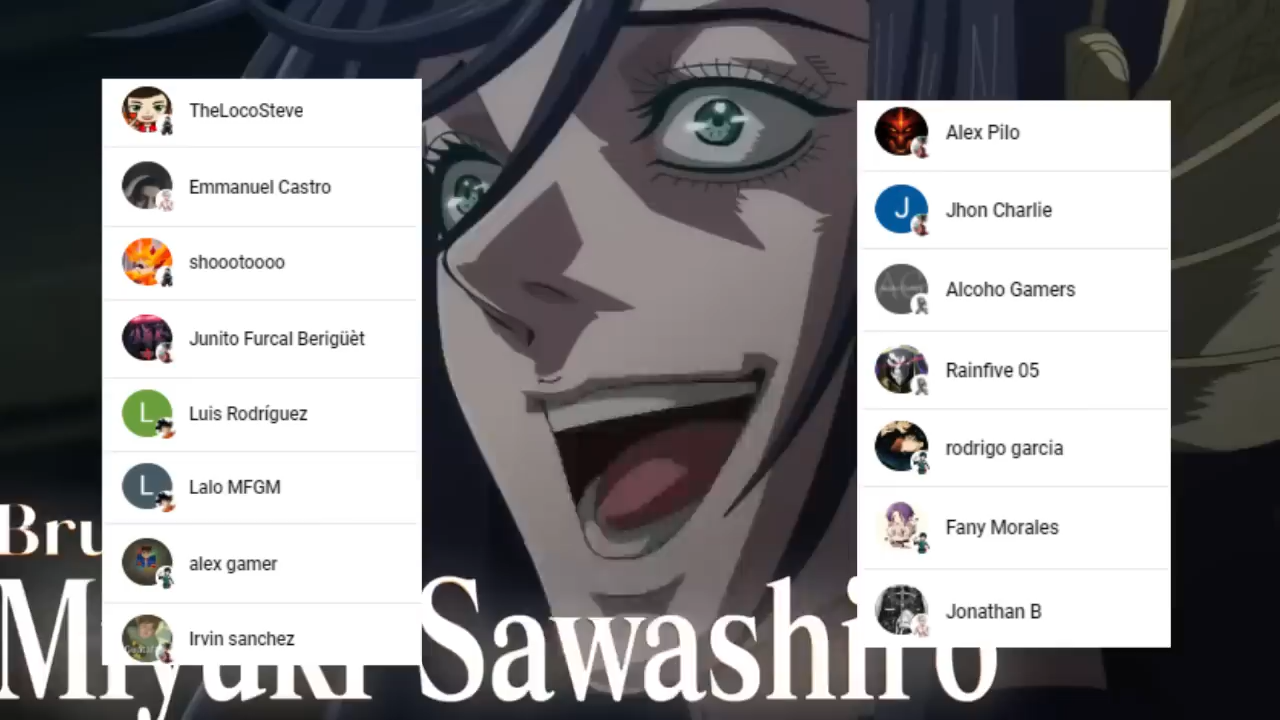 TheLocoSteve
Emmanuel Castro
shoootoooo
Junito Furcal Berigüèt
L Luis Rodríguez
L Lalo MFGM
alex gamer
Irvin sanchez
Alex Pilo
J Jhon Charlie
Alcoho Gamers
Rainfive 05
rodrigo garcia
Fany Morales
Jonathan B
Bru
Miyuki Sawashiro